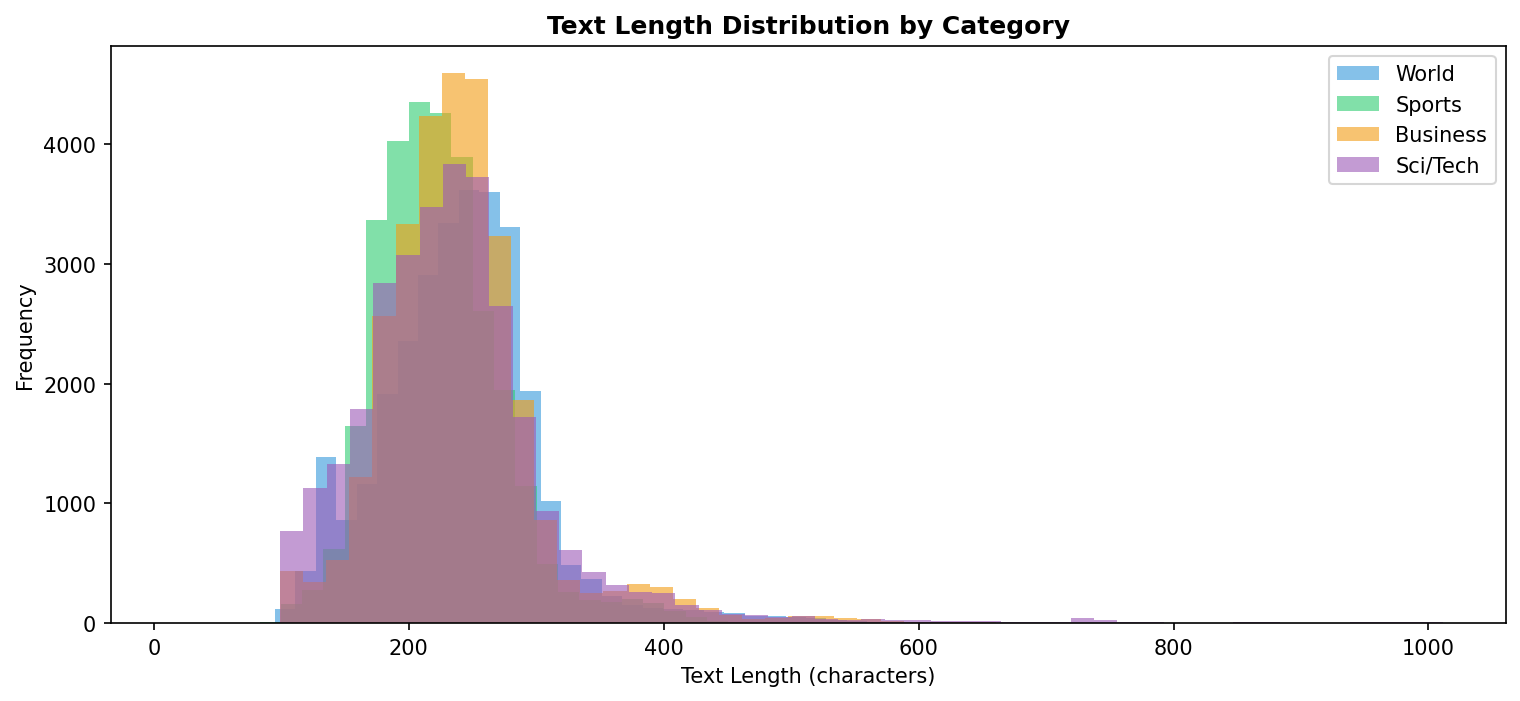 Text Length Distribution by Category
World
Sports
Business
Sci/Tech
4000
3000
2000
1000
0
Frequency
0 200 400 600 800 1000
Text Length (characters)